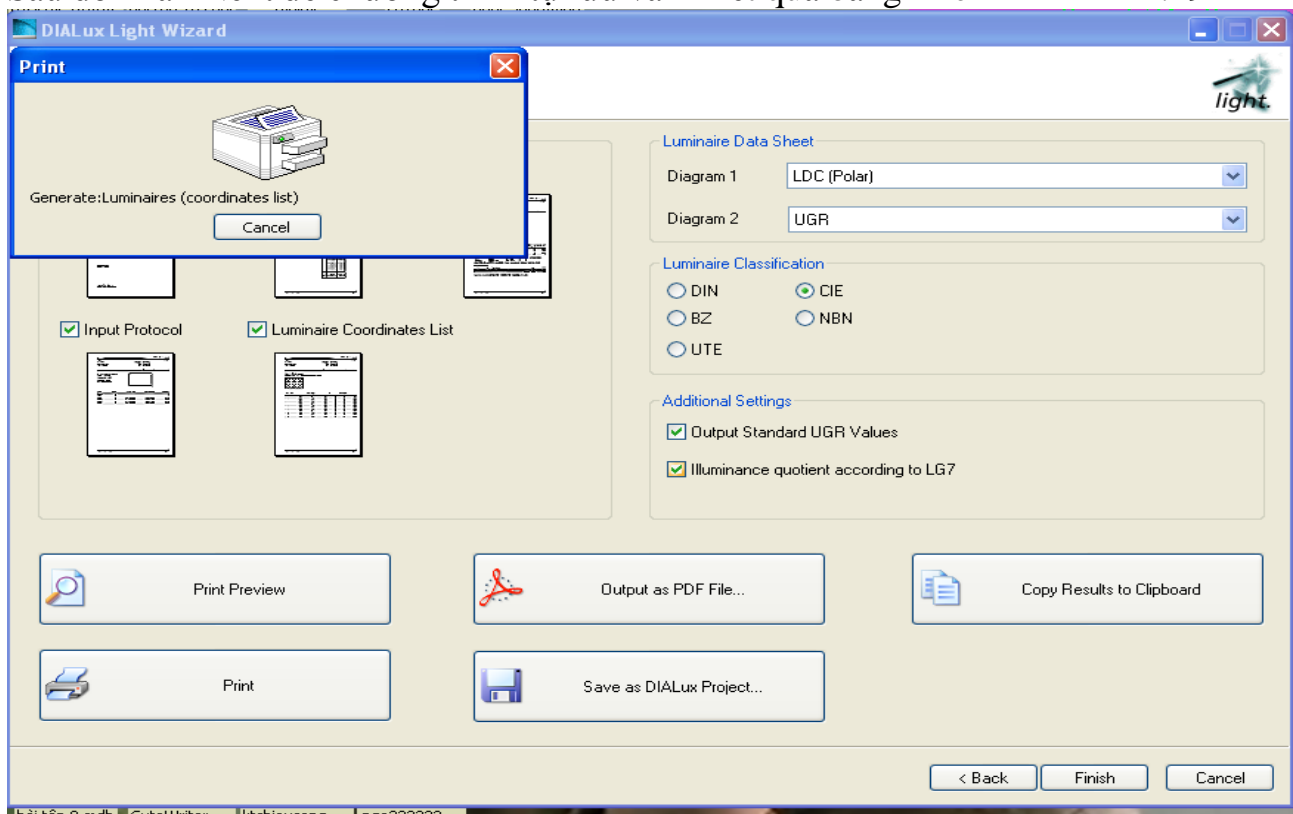 DIALux Light Wizard
Print
light.
Generate:Luminaires (coordinates list)
Cancel
Input Protocol
Luminaire Coordinates List
Luminaire Data Sheet
Diagram 1
LDC (Polar)
Diagram 2
UGR
Luminaire Classification
DIN
CIE
BZ
NBN
UTE
Additional Settings
Output Standard UGR Values
Illuminance quotient according to LG7
Print Preview
Output as PDF File...
Copy Results to Clipboard
Print
Save as DIALux Project...
< Back
Finish
Cancel